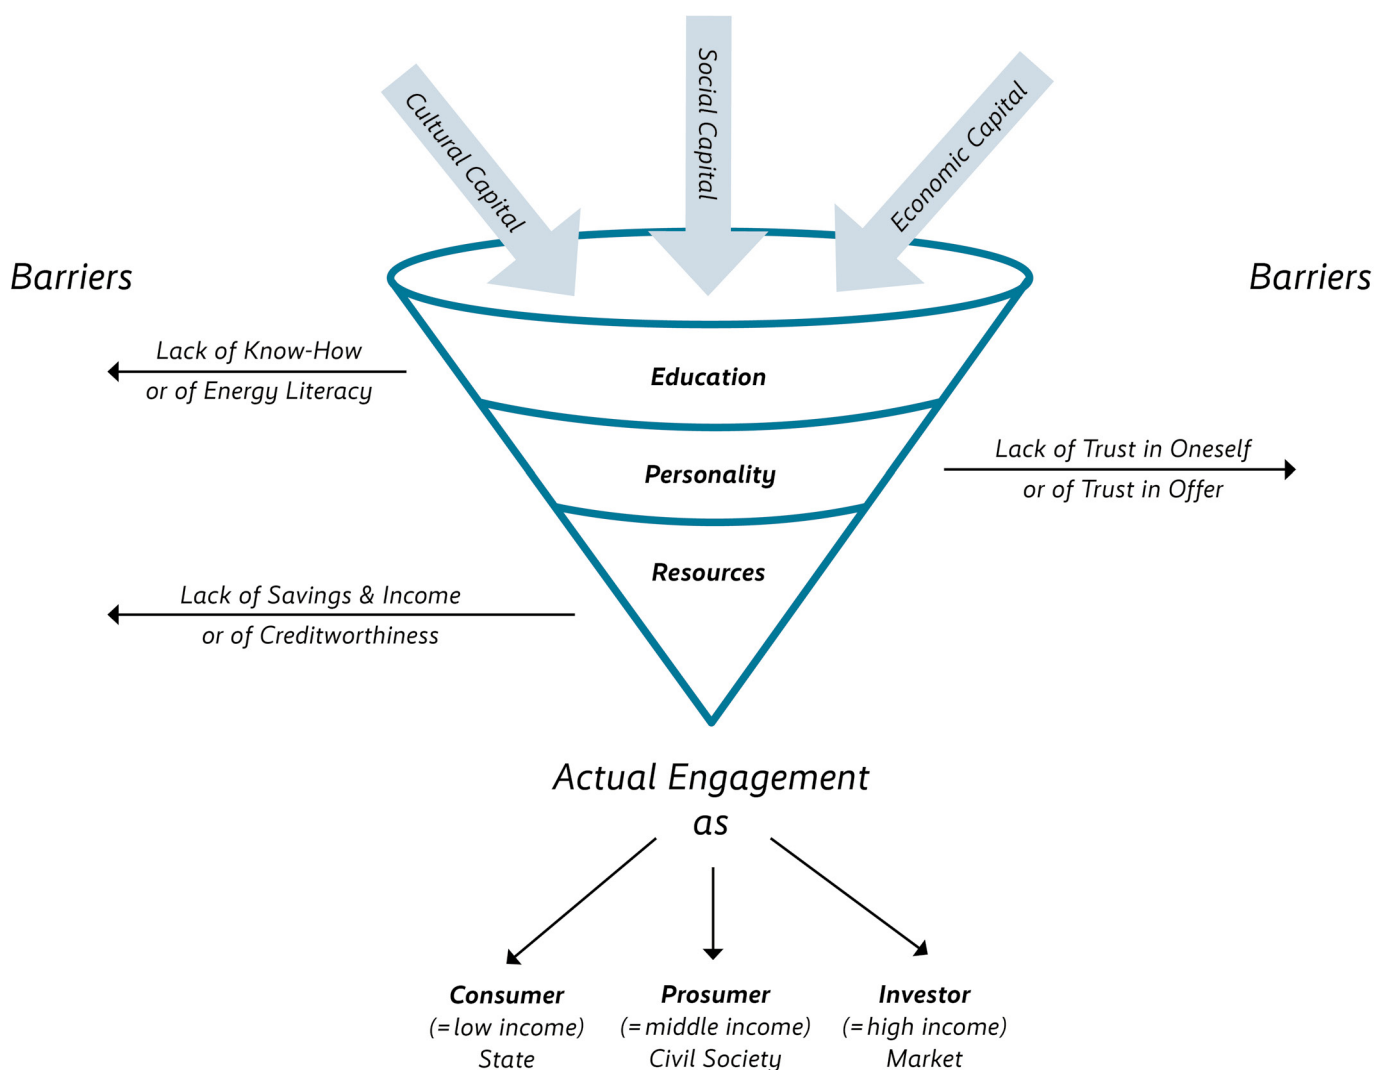 Cultural Capital
Social Capital
Economic Capital
Barriers
Barriers
Lack of Know-How
or of Energy Literacy
Education
Lack of Trust in Oneself
or of Trust in Offer
Personality
Resources
Lack of Savings & Income
or of Creditworthiness
Actual Engagement
as
Consumer
(=low income)
State
Prosumer
(=middle income)
Civil Society
Investor
(=high income)
Market